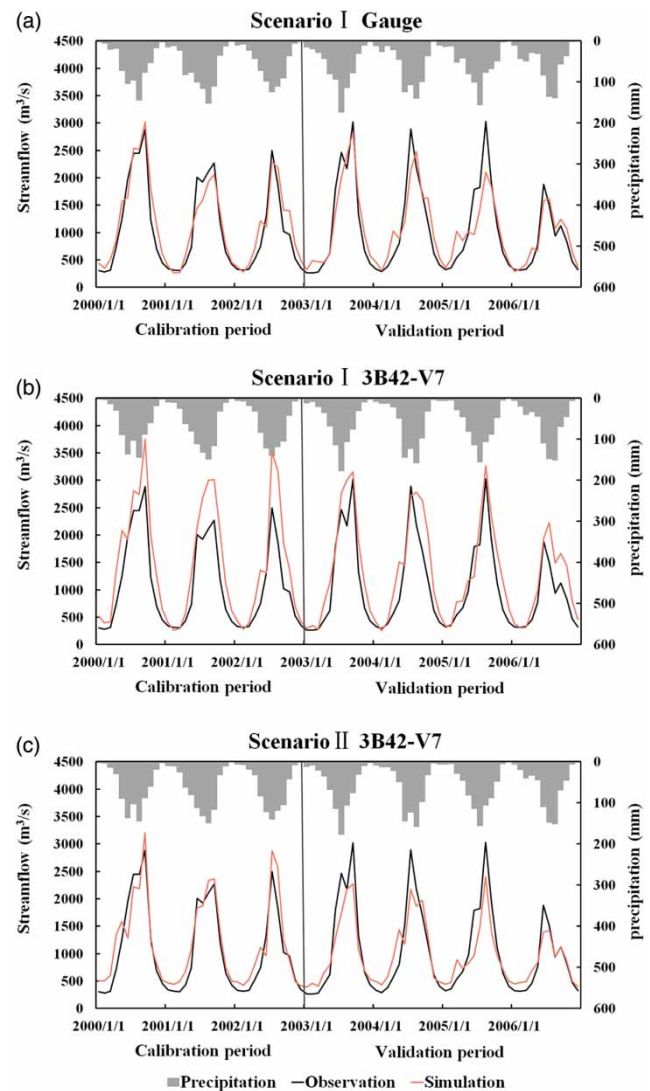 (a)
Scenario Ⅰ Gauge
4500 0
4000 100
3500
3000 200
2500 300
2000
1500 400
1000 500
500
0 600
Streamflow (m³/s)
precipitation (mm)
2000/1/1 2001/1/1 2002/1/1 2003/1/1 2004/1/1 2005/1/1 2006/1/1
Calibration period Validation period
(b)
Scenario Ⅰ 3B42-V7
4500 0
4000 100
3500
3000 200
2500 300
2000
1500 400
1000 500
500
0 600
Streamflow (m³/s)
precipitation (mm)
2000/1/1 2001/1/1 2002/1/1 2003/1/1 2004/1/1 2005/1/1 2006/1/1
Calibration period Validation period
(c)
Scenario Ⅱ 3B42-V7
4500 0
4000 100
3500
3000 200
2500 300
2000
1500 400
1000 500
500
0 600
Streamflow (m³/s)
precipitation (mm)
2000/1/1 2001/1/1 2002/1/1 2003/1/1 2004/1/1 2005/1/1 2006/1/1
Calibration period Validation period
Precipitation Observation Simulation